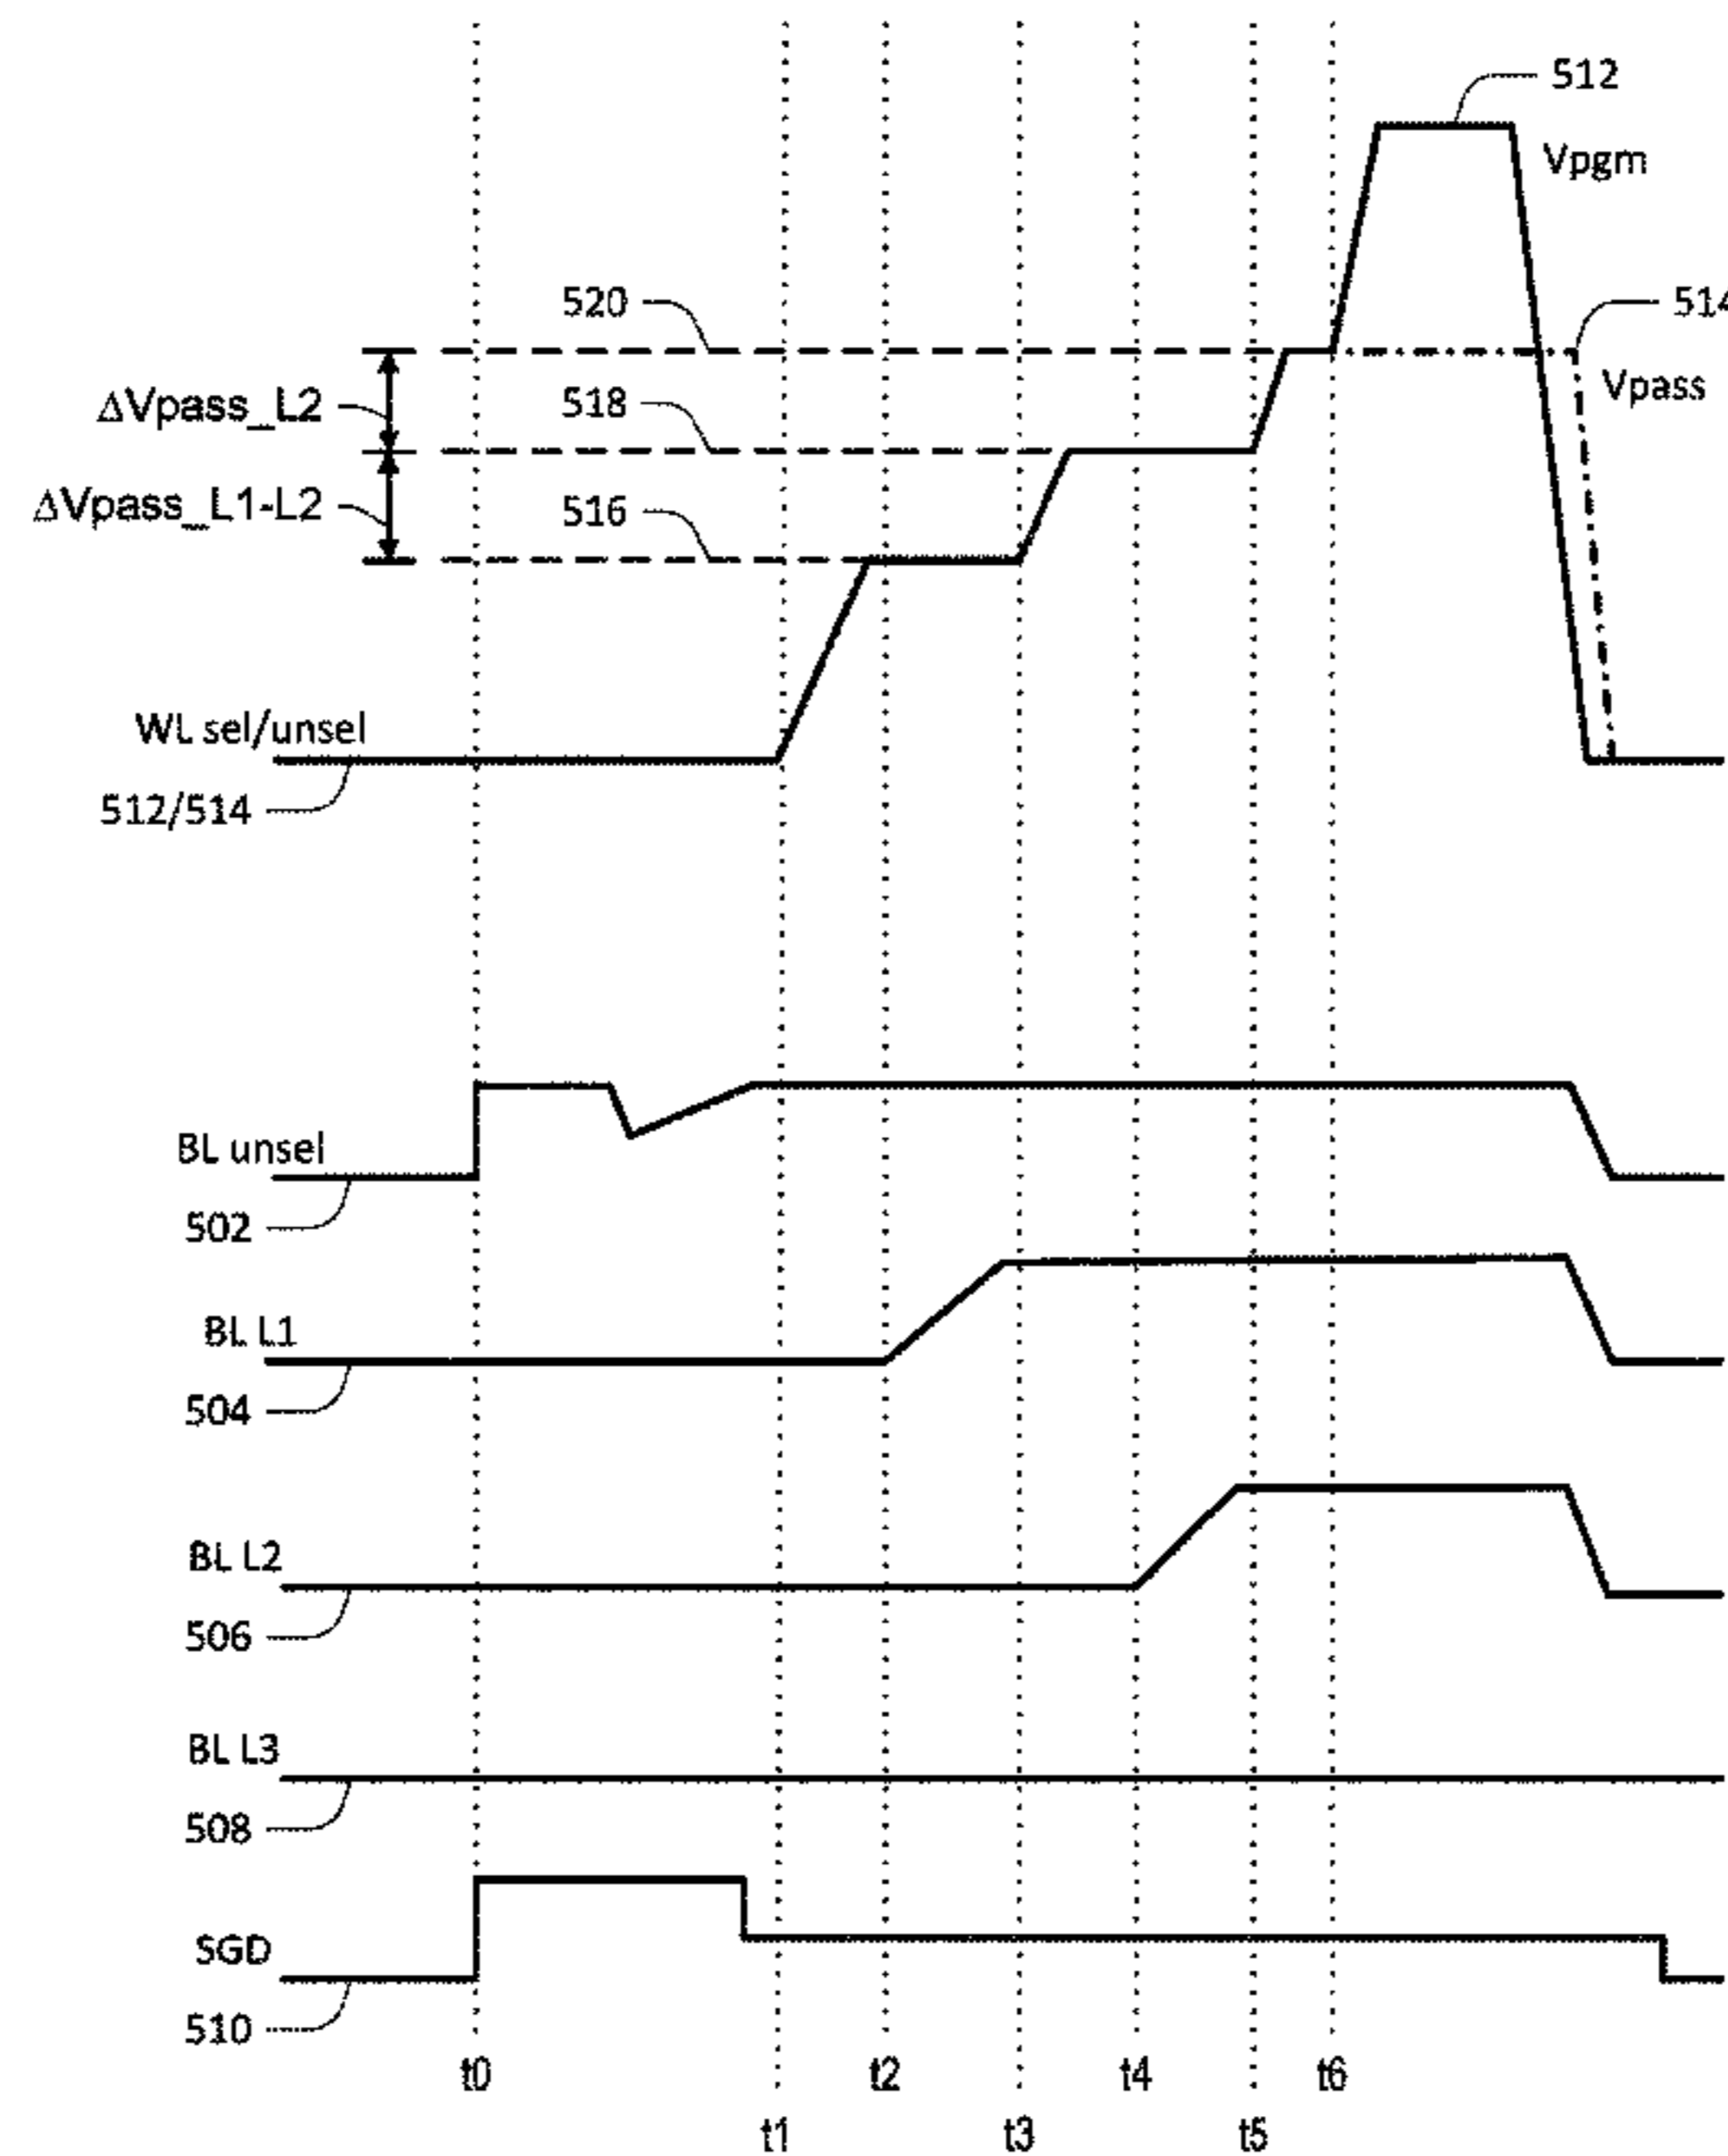 512
Vpgm
520
514
ΔVpass_L2
518
Vpass
ΔVpass_L1-L2
516
WL sel/unsel
512/514
BL unsel
502
BL L1
504
BL L2
506
BL L3
508
SGD
510
t0 t2 t4 t6
t1 t3 t5